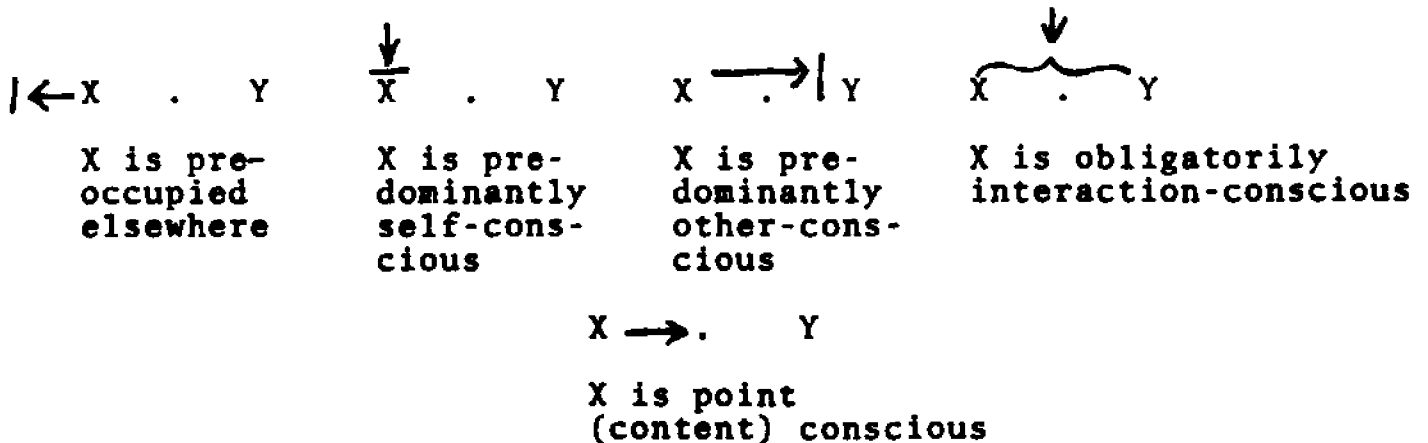 X . Y X . Y X . Y X . Y
X is pre-
occupied
elsewhere
X is pre-
dominantly
self-cons-
cious
X is pre-
dominantly
other-cons-
cious
X is obligatorily
interaction-conscious
X . Y
X is point
(content) conscious